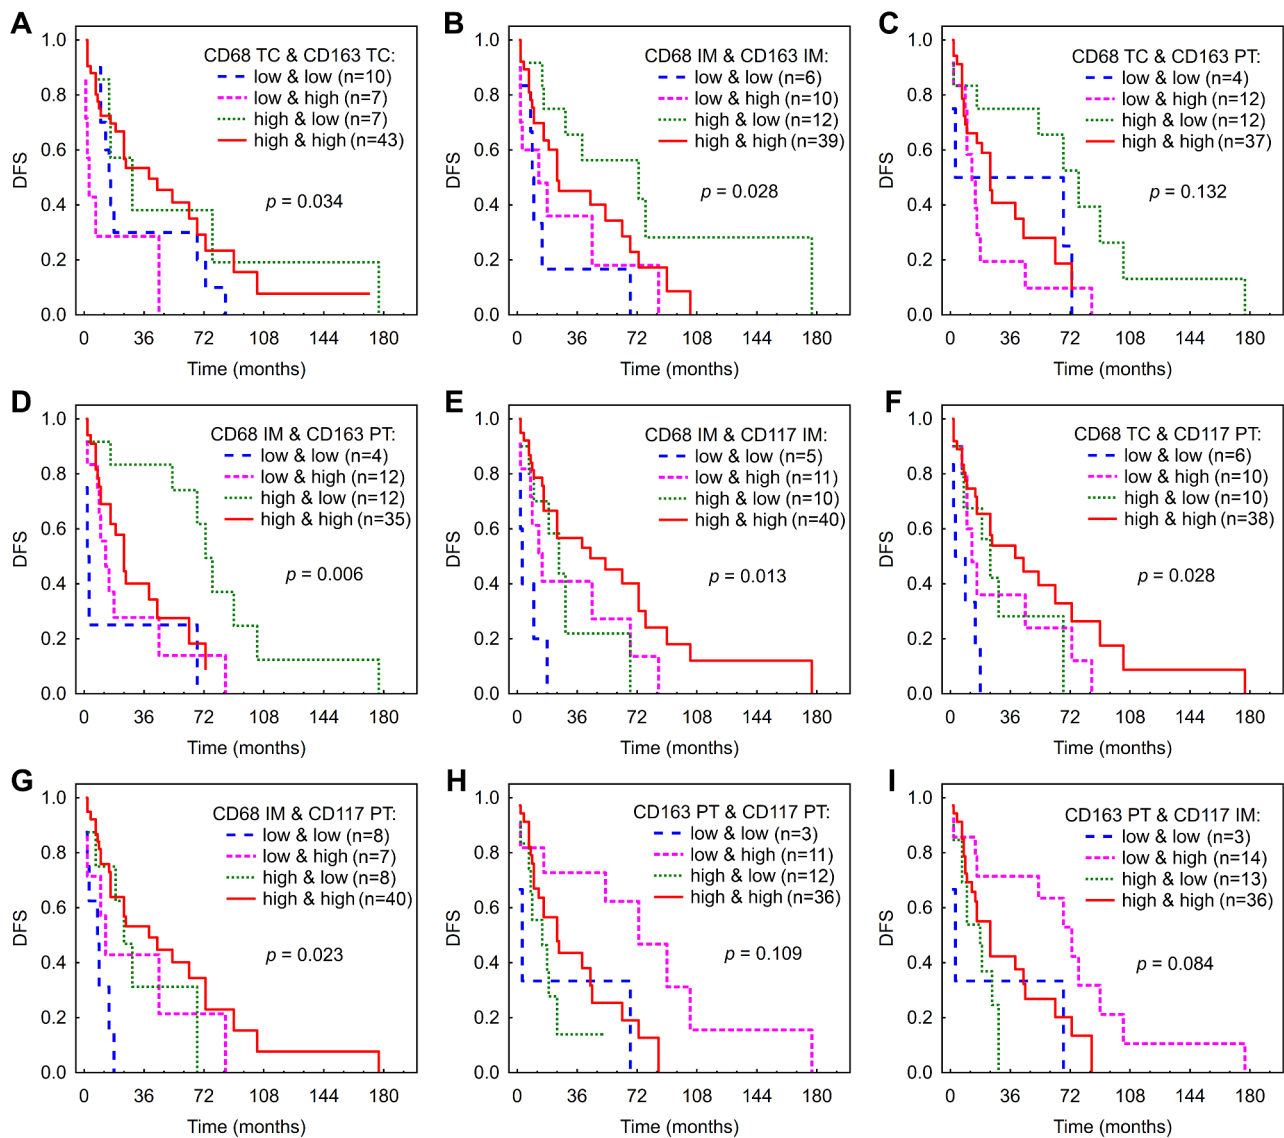 A
CD68 TC & CD163 TC:
low & low (n=10)
low & high (n=7)
high & low (n=7)
high & high (n=43)
p = 0.034
DFS
1.0
0.8
0.6
0.4
0.2
0.0
0 36 72 108 144 180
Time (months)
B
CD68 IM & CD163 IM:
low & low (n=6)
low & high (n=10)
high & low (n=12)
high & high (n=39)
p = 0.028
DFS
1.0
0.8
0.6
0.4
0.2
0.0
0 36 72 108 144 180
Time (months)
C
CD68 TC & CD163 PT:
low & low (n=4)
low & high (n=12)
high & low (n=12)
high & high (n=37)
p = 0.132
DFS
1.0
0.8
0.6
0.4
0.2
0.0
0 36 72 108 144 180
Time (months)
D
CD68 IM & CD163 PT:
low & low (n=4)
low & high (n=12)
high & low (n=12)
high & high (n=35)
p = 0.006
DFS
1.0
0.8
0.6
0.4
0.2
0.0
0 36 72 108 144 180
Time (months)
E
CD68 IM & CD117 IM:
low & low (n=5)
low & high (n=11)
high & low (n=10)
high & high (n=40)
p = 0.013
DFS
1.0
0.8
0.6
0.4
0.2
0.0
0 36 72 108 144 180
Time (months)
F
CD68 TC & CD117 PT:
low & low (n=6)
low & high (n=10)
high & low (n=10)
high & high (n=38)
p = 0.028
DFS
1.0
0.8
0.6
0.4
0.2
0.0
0 36 72 108 144 180
Time (months)
G
CD68 IM & CD117 PT:
low & low (n=8)
low & high (n=7)
high & low (n=8)
high & high (n=40)
p = 0.023
DFS
1.0
0.8
0.6
0.4
0.2
0.0
0 36 72 108 144 180
Time (months)
H
CD163 PT & CD117 PT:
low & low (n=3)
low & high (n=11)
high & low (n=12)
high & high (n=36)
p = 0.109
DFS
1.0
0.8
0.6
0.4
0.2
0.0
0 36 72 108 144 180
Time (months)
I
CD163 PT & CD117 IM:
low & low (n=3)
low & high (n=14)
high & low (n=13)
high & high (n=36)
p = 0.084
DFS
1.0
0.8
0.6
0.4
0.2
0.0
0 36 72 108 144 180
Time (months)